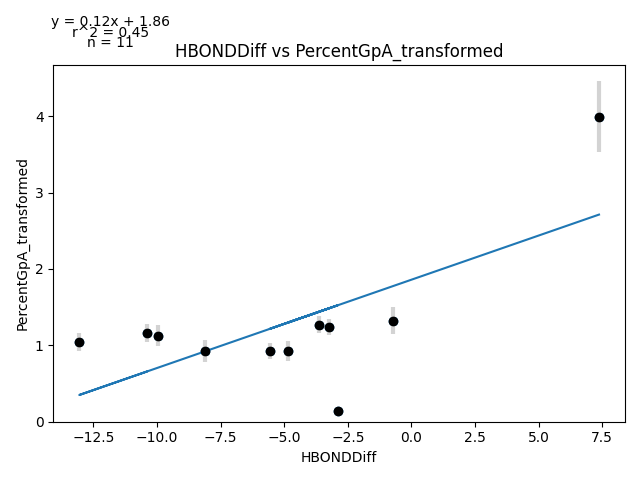 y = 0.12x + 1.86
r^2 = 0.45
n = 11
HBONDDiff vs PercentGpA_transformed
PercentGpA_transformed
4
3
2
1
0
−12.5 −10.0 −7.5 −5.0 −2.5 0.0 2.5 5.0 7.5
HBONDDiff